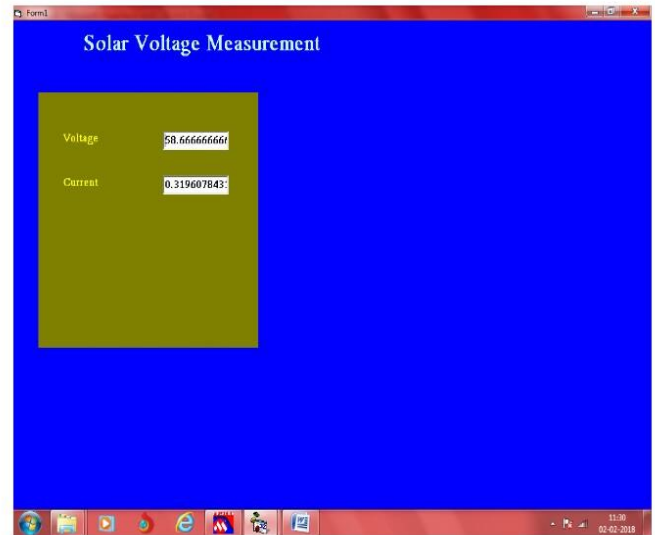 Form1
Solar Voltage Measurement
Voltage 58.66666666
Current 0.319607843
11:30
02-02-2018